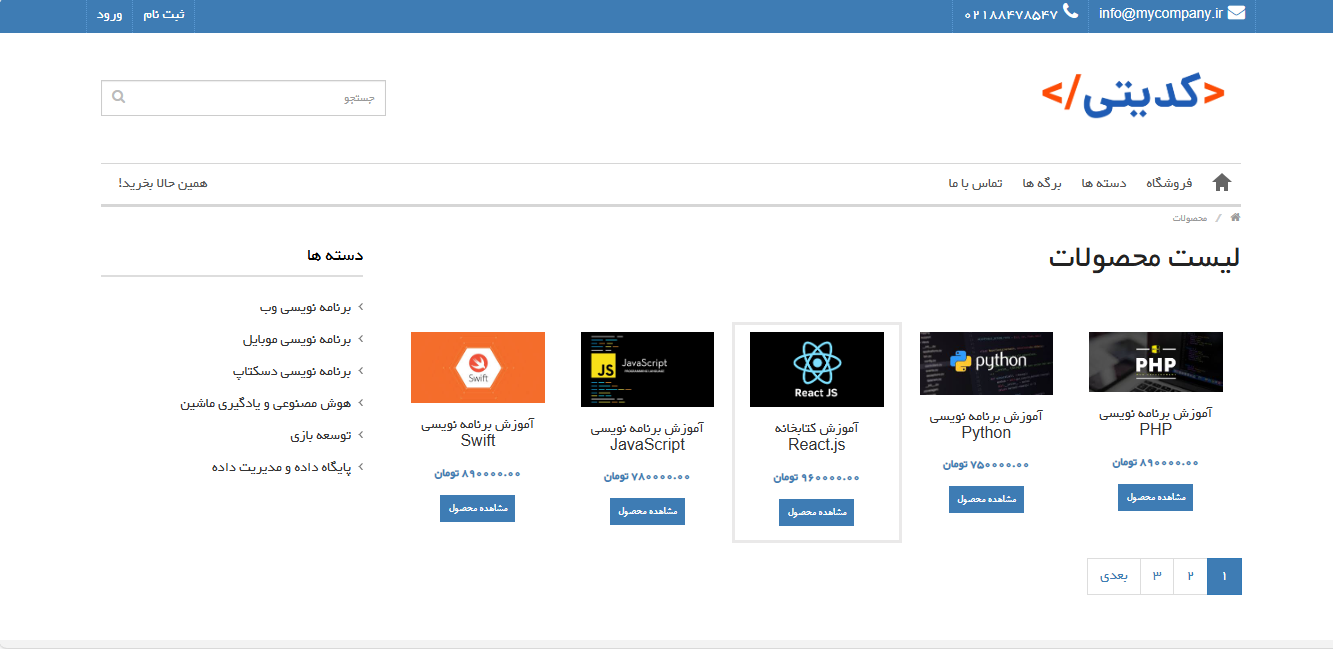 info@mycompany.ir
۰۲۱۸۸۴۷۸۵۴۷
ثبت نام
ورود
<کدیتی/>
جستجو
فروشگاه
دسته ها
برگه ها
تماس با ما
همین حالا بخرید!
/ محصولات
لیست محصولات
PHP
آموزش برنامه نویسی
PHP
۸۹۰۰۰۰.۰۰ تومان
مشاهده محصول
python
آموزش برنامه نویسی
Python
۷۵۰۰۰۰.۰۰ تومان
مشاهده محصول
React JS
آموزش کتابخانه
React.js
۹۶۰۰۰۰.۰۰ تومان
مشاهده محصول
JS
JavaScript
آموزش برنامه نویسی
JavaScript
۷۸۰۰۰۰.۰۰ تومان
مشاهده محصول
Swift
آموزش برنامه نویسی
Swift
۸۹۰۰۰۰.۰۰ تومان
مشاهده محصول
۱
۲
۳
بعدی
دسته ها
برنامه نویسی وب
برنامه نویسی موبایل
برنامه نویسی دسکتاپ
هوش مصنوعی و یادگیری ماشین
توسعه بازی
پایگاه داده و مدیریت داده